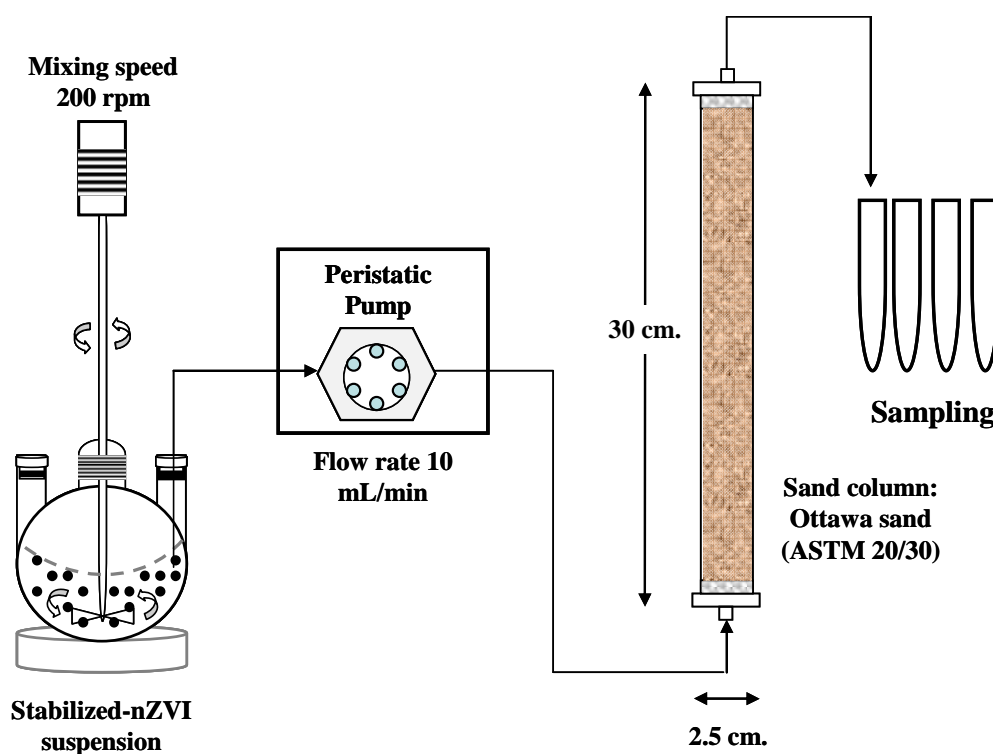 Mixing speed
200 rpm
Peristatic
Pump
Flow rate 10
mL/min
Stabilized-nZVI
suspension
30 cm.
2.5 cm.
Sampling
Sand column:
Ottawa sand
(ASTM 20/30)